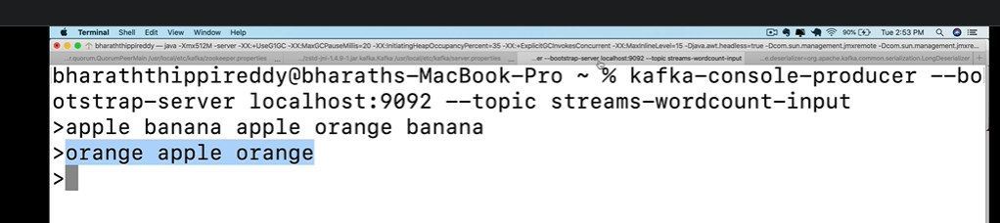 Terminal Shell Edit View Window Help 90% Tue 2:53 PM
bharaththippireddy — java -Xmx512M -server -XX:+UseG1GC -XX:MaxGCPauseMillis=20 -XX:InitiatingHeapOccupancyPercent=35 -XX:+ExplicitGCInvokesConcurrent -XX:MaxInlineLevel=15 -Djava.awt.headless=true -Dcom.sun.management.jmxremote -Dcom.sun.management.jmxre...
...r.quorum.QuorumPeerMain /usr/local/etc/kafka/zookeeper.properties ...zstd-jni-1.4.9-1.jar kafka.Kafka /usr/local/etc/kafka/server.properties ...er --bootstrap-server localhost:9092 --topic streams-wordcount-input ...e.deserializer=org.apache.kafka.common.serialization.LongDeserializer
bharaththippireddy@bharaths-MacBook-Pro ~ % kafka-console-producer --bo
otstrap-server localhost:9092 --topic streams-wordcount-input
>apple banana apple orange banana
>orange apple orange
>